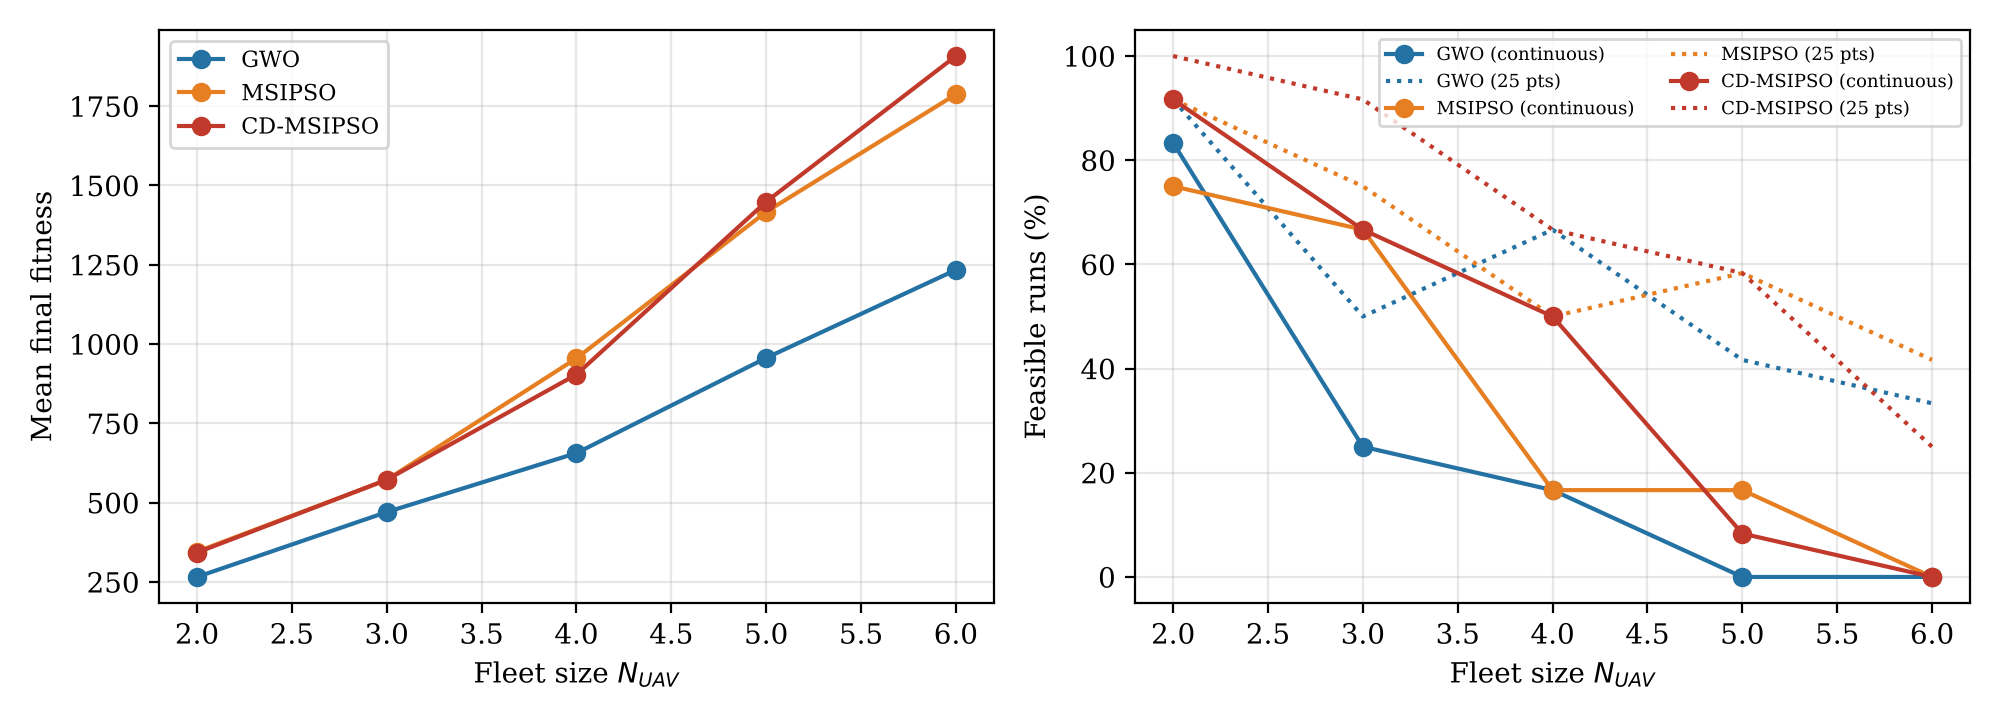 GWO
MSIPSO
CD-MSIPSO
Mean final fitness
1750
1500
1250
1000
750
500
250
2.0 2.5 3.0 3.5 4.0 4.5 5.0 5.5 6.0
Fleet size N_UAV
GWO (continuous)
GWO (25 pts)
MSIPSO (continuous)
MSIPSO (25 pts)
CD-MSIPSO (continuous)
CD-MSIPSO (25 pts)
Feasible runs (%)
100
80
60
40
20
0
2.0 2.5 3.0 3.5 4.0 4.5 5.0 5.5 6.0
Fleet size N_UAV